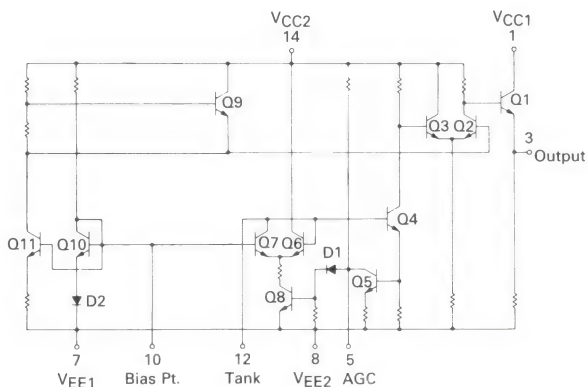 VCC2
14
VCC1
1
Q9
Q3
Q2
Q1
3
Output
Q11
Q10
Q7
Q6
Q4
D1
D2
Q8
Q5
7
10
12
8
5
VEE1
Bias Pt.
Tank
VEE2
AGC